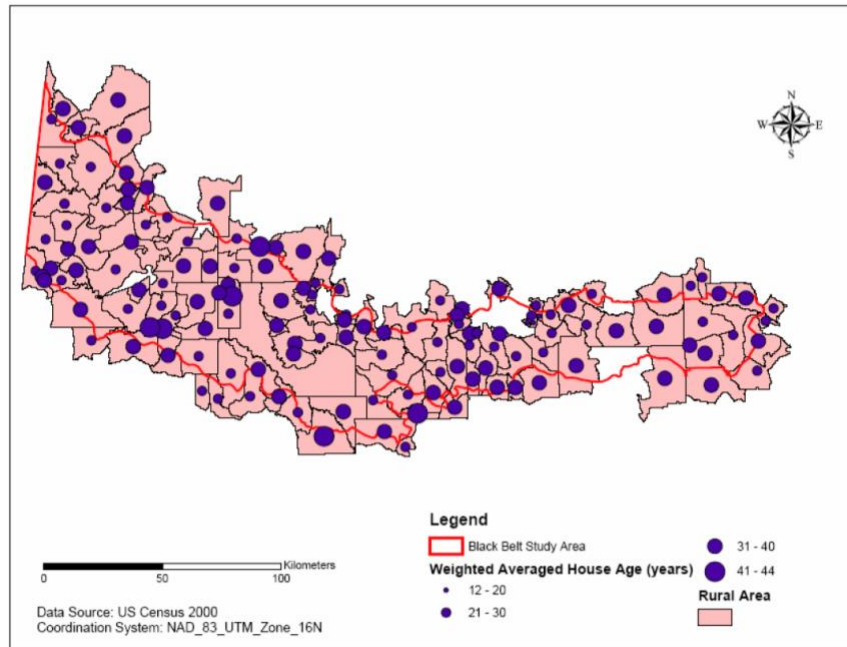 N
W E
S
Legend
Black Belt Study Area
Weighted Averaged House Age (years)
12 - 20
21 - 30
31 - 40
41 - 44
Rural Area
Kilometers
0 50 100
Data Source: US Census 2000
Coordination System: NAD_83_UTM_Zone_16N